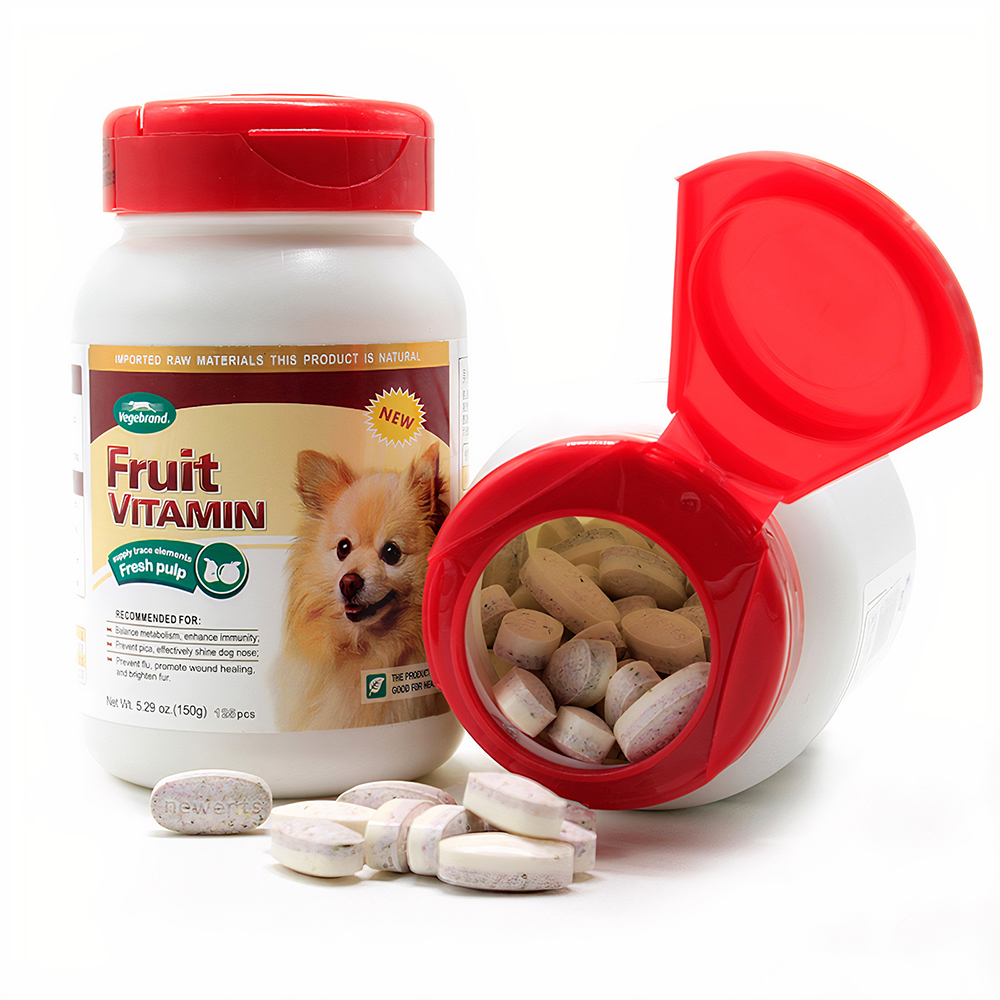 IMPORTED RAW MATERIALS THIS PRODUCT IS NATURAL
Vegebrand®
NEW
Fruit
VITAMIN
supply trace elements
Fresh pulp
RECOMMENDED FOR:
Balance metabolism, enhance immunity;
Prevent pica, effectively shine dog nose;
Prevent flu, promote wound healing,
and brighten fur.
THE PRODUCT
GOOD FOR HEA
Net Wt. 5.29 oz.(150g) 125pcs